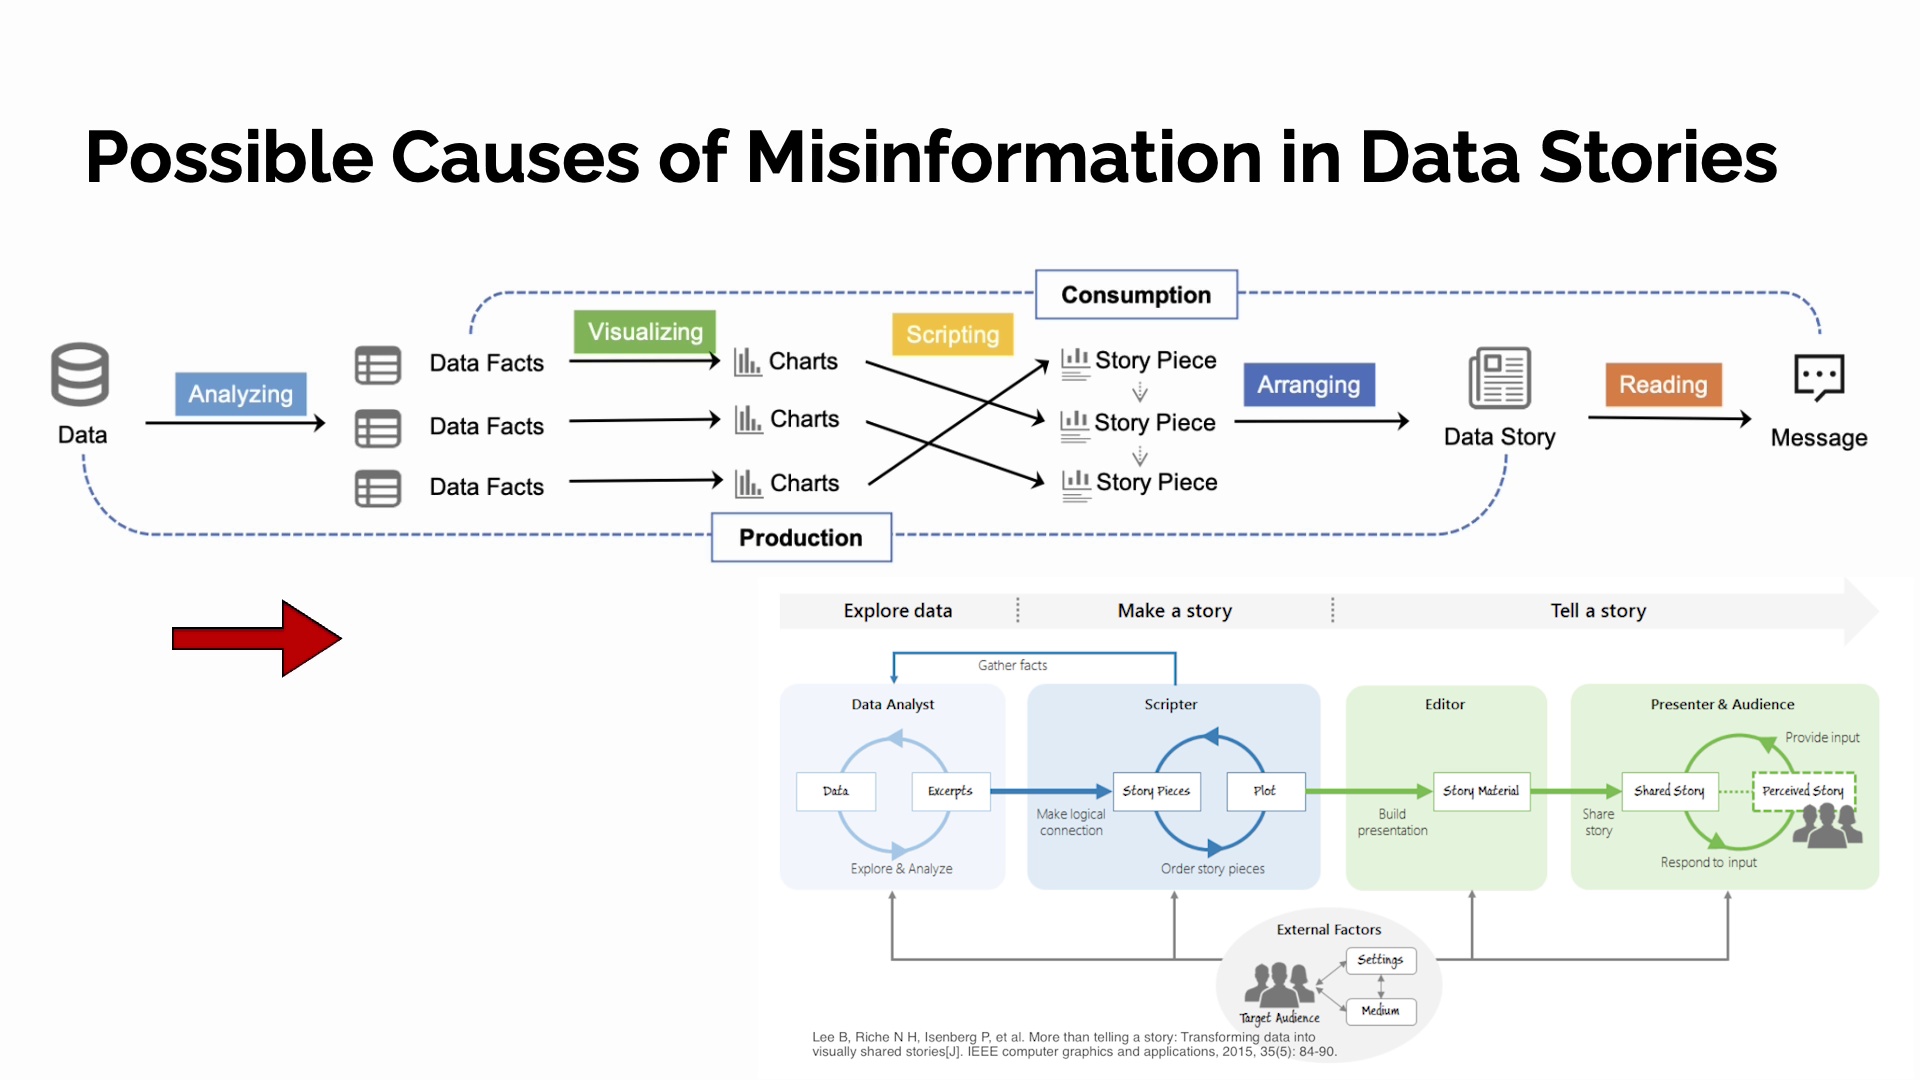 Possible Causes of Misinformation in Data Stories
Consumption
Visualizing
Scripting
Analyzing
Arranging
Reading
Data
Data Facts
Charts
Story Piece
Data Facts
Charts
Story Piece
Data Facts
Charts
Story Piece
Data Story
Message
Production
Explore data
Make a story
Tell a story
Gather facts
Data Analyst
Scripter
Editor
Presenter & Audience
Provide input
Data
Excerpts
Story Pieces
Plot
Story Material
Shared Story
Perceived Story
Make logical
connection
Build
presentation
Share
story
Explore & Analyze
Order story pieces
Respond to input
External Factors
Settings
Medium
Target Audience
Lee B, Riche N H, Isenberg P, et al. More than telling a story: Transforming data into
visually shared stories[J]. IEEE computer graphics and applications, 2015, 35(5): 84-90.